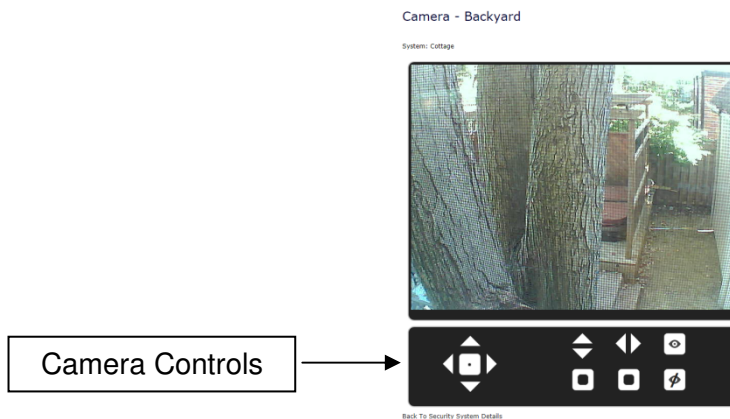 Camera - Backyard
System: Cottage
Camera Controls
Back To Security System Details